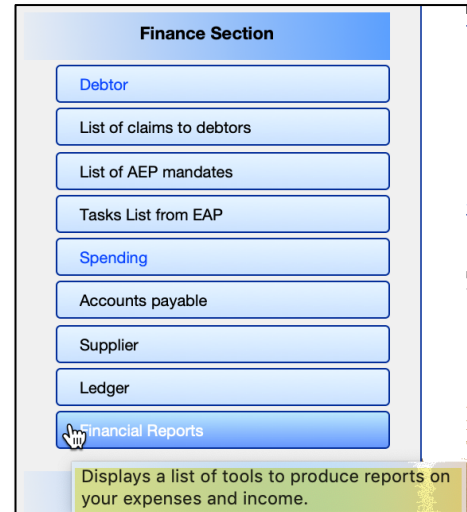 Finance Section
Debtor
List of claims to debtors
List of AEP mandates
Tasks List from EAP
Spending
Accounts payable
Supplier
Ledger
Financial Reports
Displays a list of tools to produce reports on
your expenses and income.